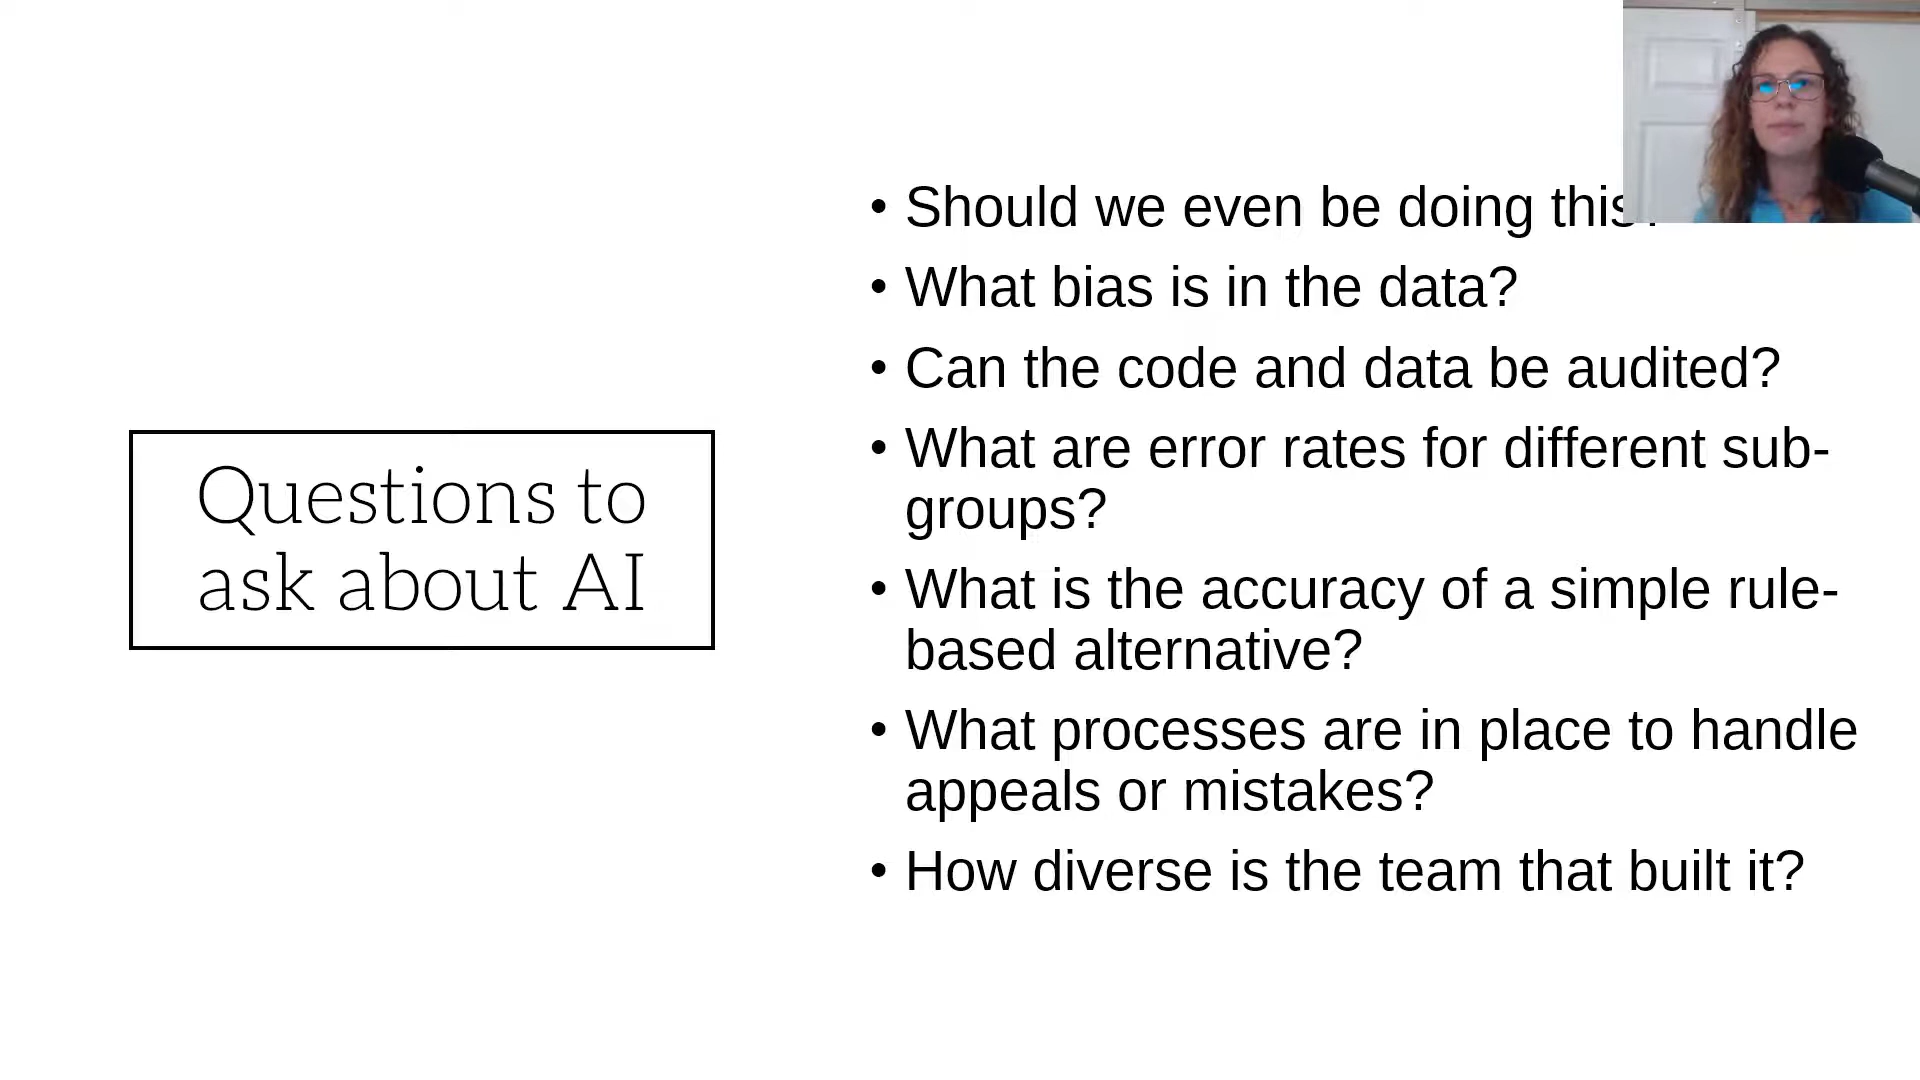 Questions to
ask about AI
• Should we even be doing this?
• What bias is in the data?
• Can the code and data be audited?
• What are error rates for different sub-
groups?
• What is the accuracy of a simple rule-
based alternative?
• What processes are in place to handle
appeals or mistakes?
• How diverse is the team that built it?